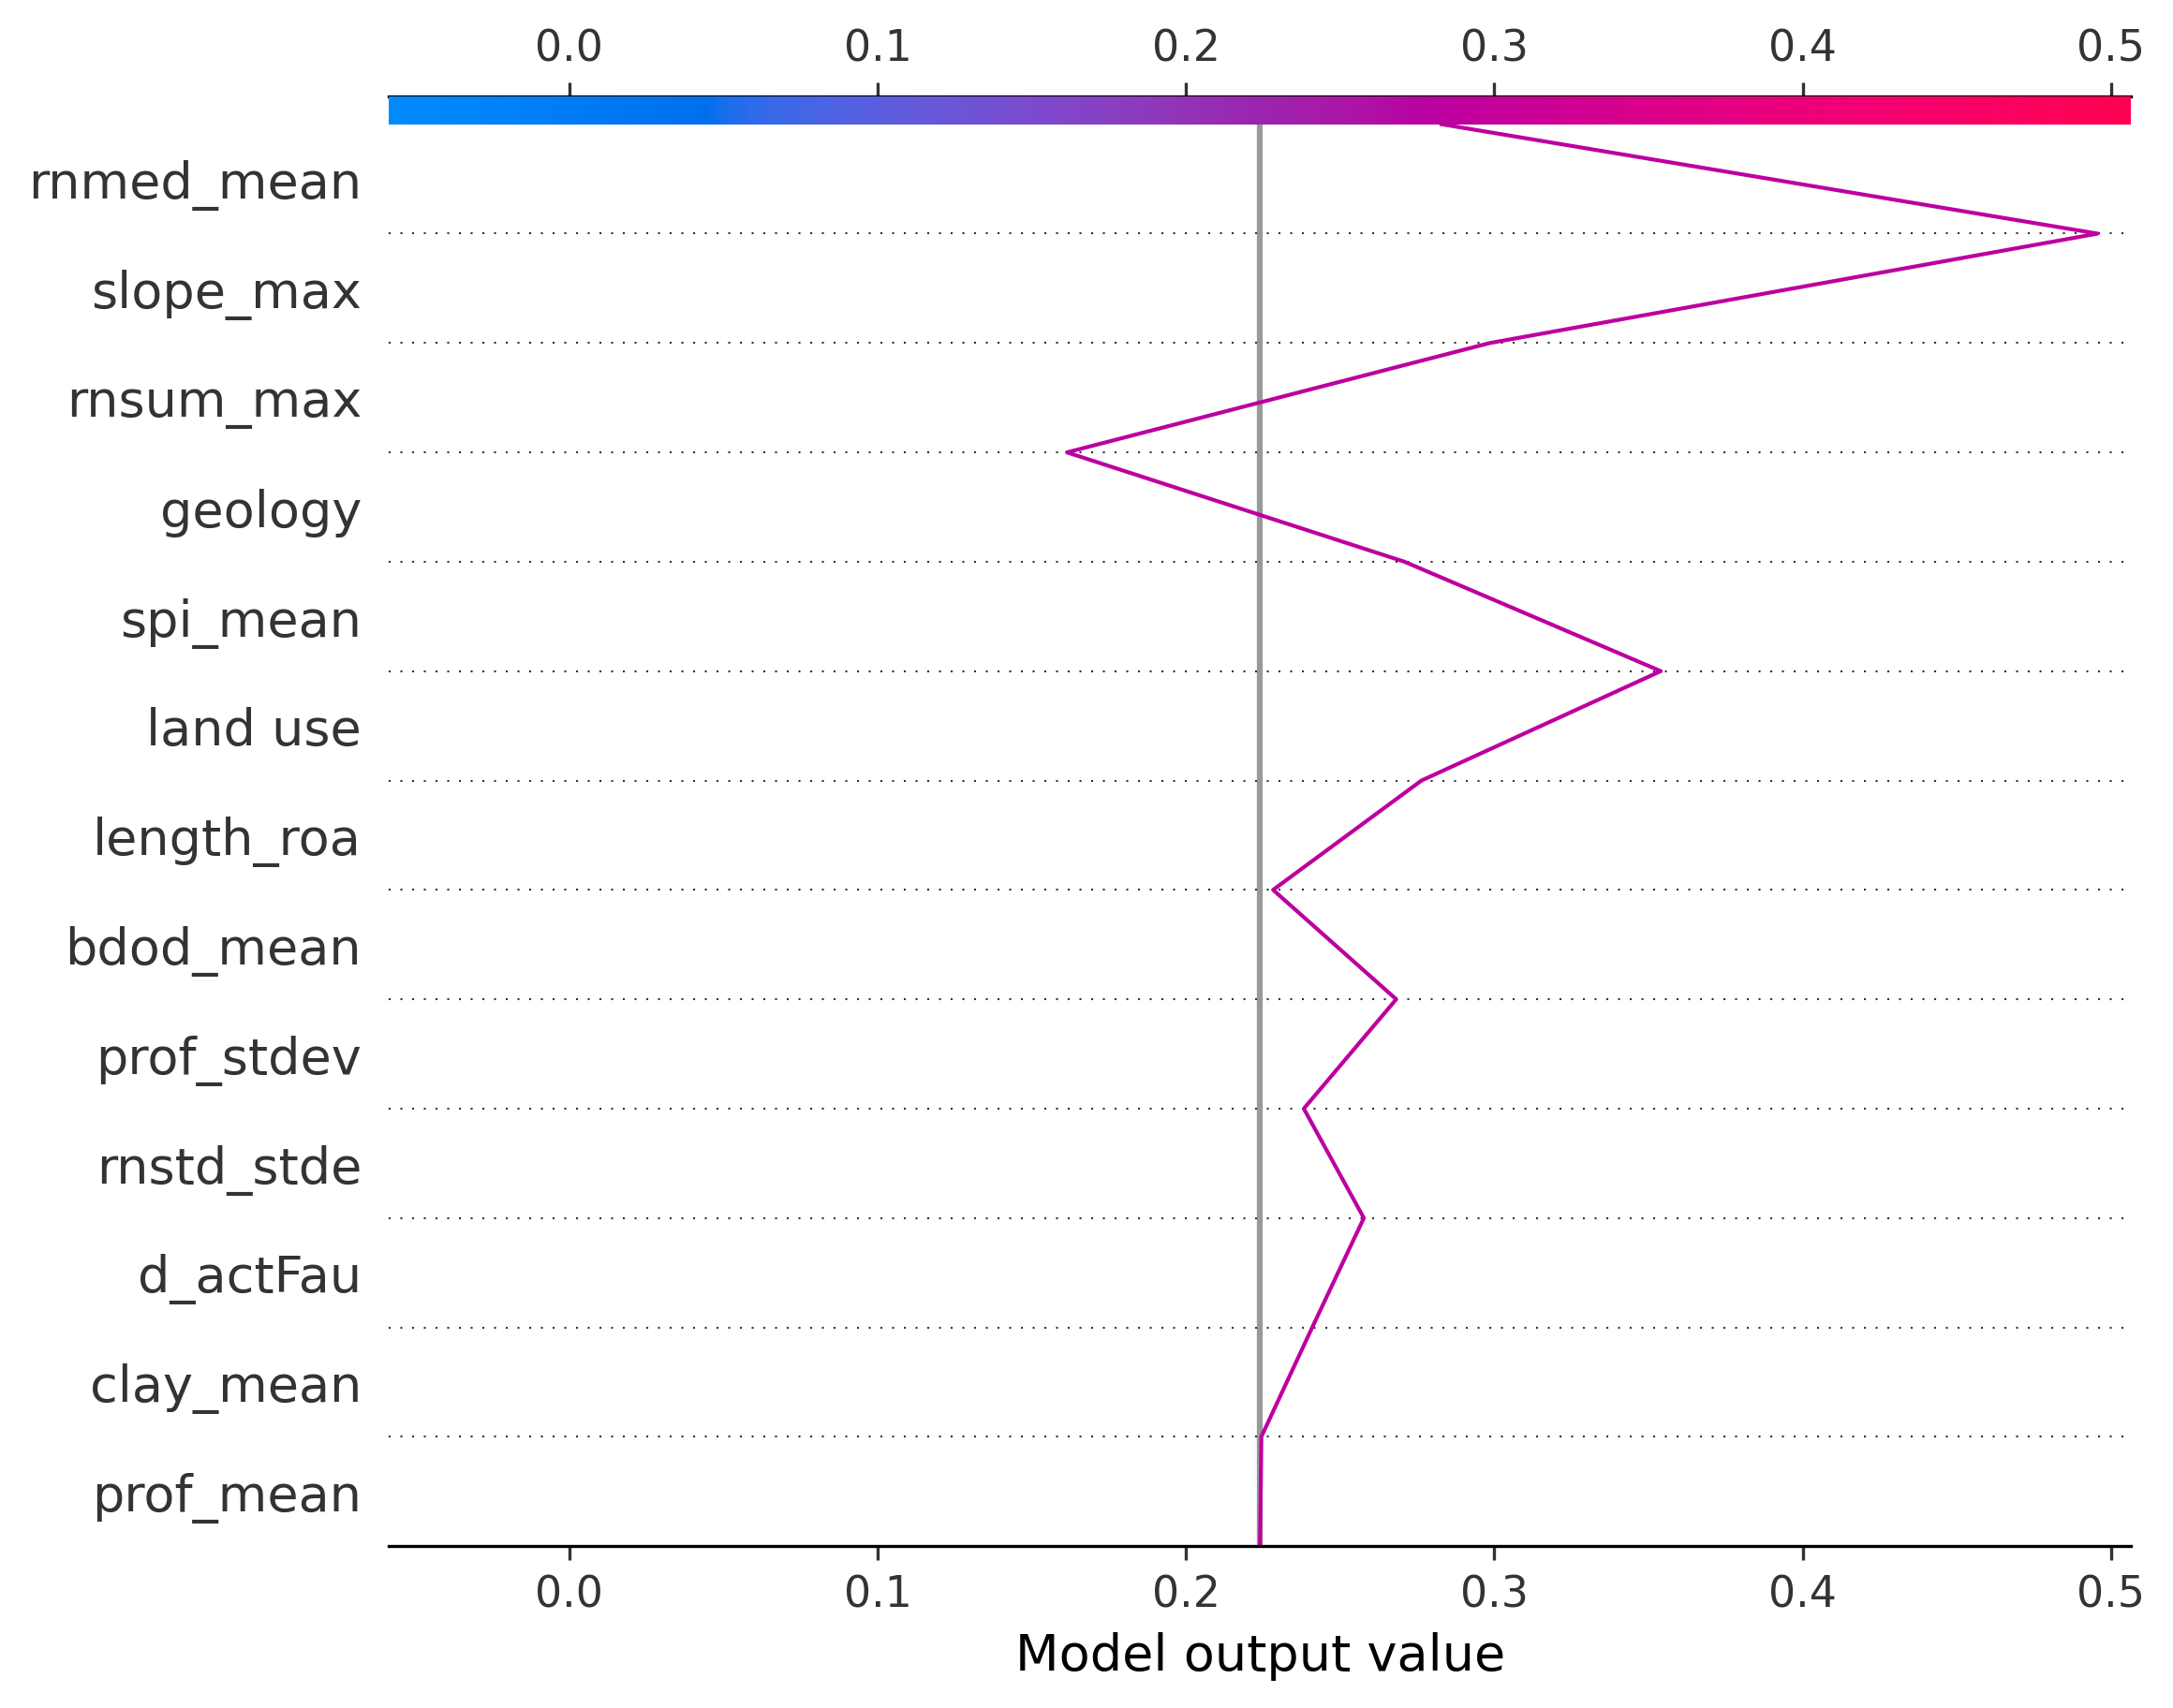 0.0 0.1 0.2 0.3 0.4 0.5
rnmed_mean
slope_max
rnsum_max
geology
spi_mean
land use
length_roa
bdod_mean
prof_stdev
rnstd_stde
d_actFau
clay_mean
prof_mean
0.0 0.1 0.2 0.3 0.4 0.5
Model output value